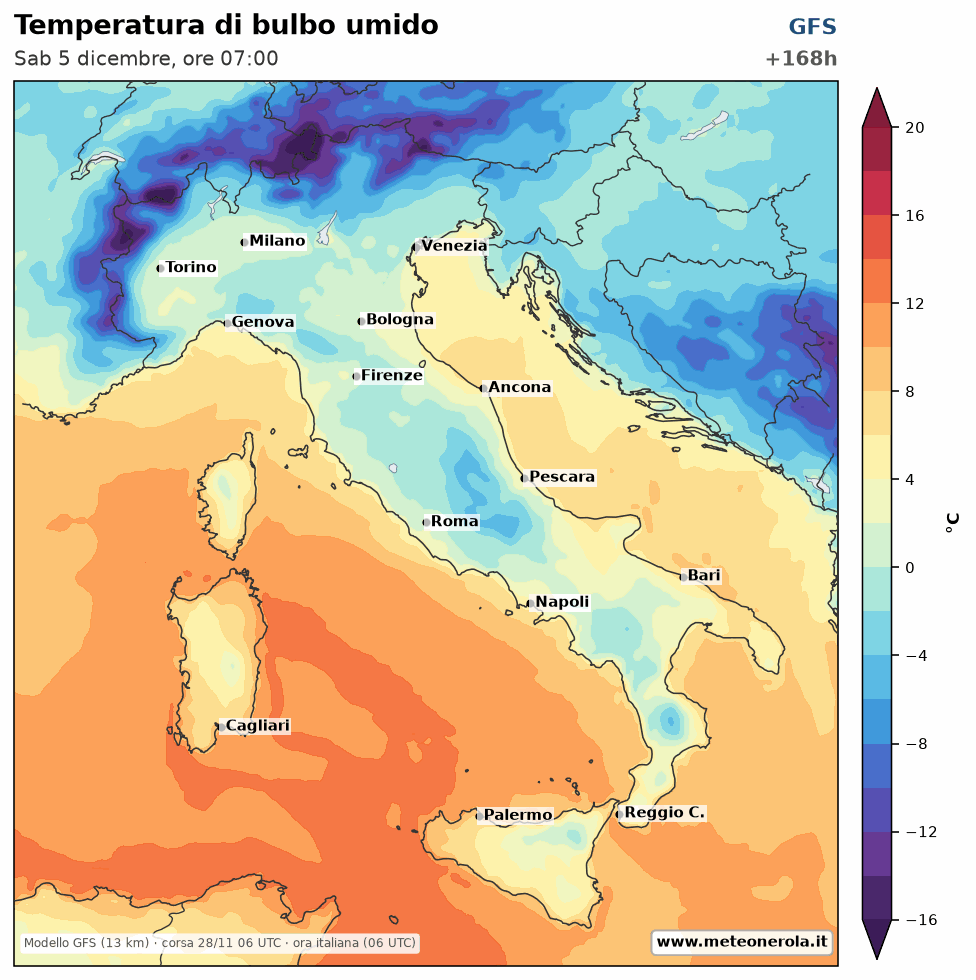 Temperatura di bulbo umido
GFS
Sab 5 dicembre, ore 07:00
+168h
20
16
12
8
4
0
−4
−8
−12
−16
°C
Milano
Venezia
Torino
Genova
Bologna
Firenze
Ancona
Pescara
Roma
Bari
Napoli
Cagliari
Palermo
Reggio C.
Modello GFS (13 km) · corsa 28/11 06 UTC · ora italiana (06 UTC)
www.meteonerola.it